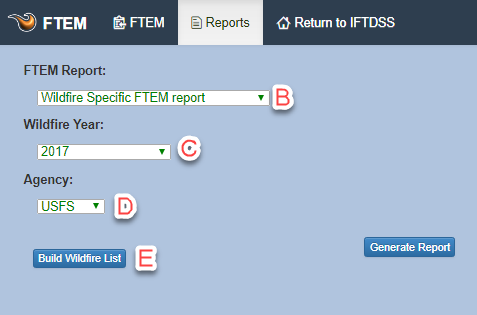 FTEM FTEM Reports Return to IFTDSS
FTEM Report:
Wildfire Specific FTEM report B
Wildfire Year:
2017 C
Agency:
USFS D
Build Wildfire List E Generate Report